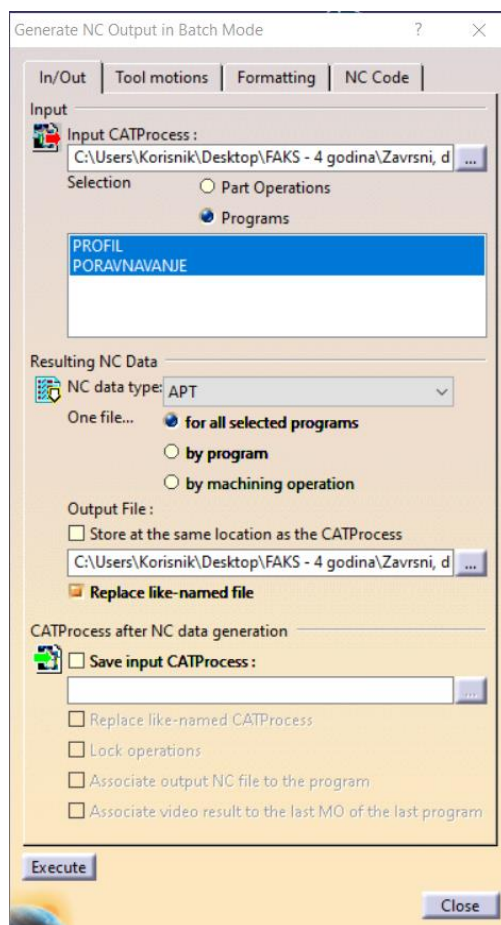 Generate NC Output in Batch Mode ?
In/Out Tool motions Formatting NC Code
Input
Input CATProcess :
C:\Users\Korisnik\Desktop\FAKS - 4 godina\Zavrsni, d ...
Selection Part Operations
Programs
PROFIL
PORAVNAVANJE
Resulting NC Data
NC data type: APT
One file... for all selected programs
by program
by machining operation
Output File :
Store at the same location as the CATProcess
C:\Users\Korisnik\Desktop\FAKS - 4 godina\Zavrsni, d ...
Replace like-named file
CATProcess after NC data generation
Save input CATProcess :
...
Replace like-named CATProcess
Lock operations
Associate output NC file to the program
Associate video result to the last MO of the last program
Execute
Close